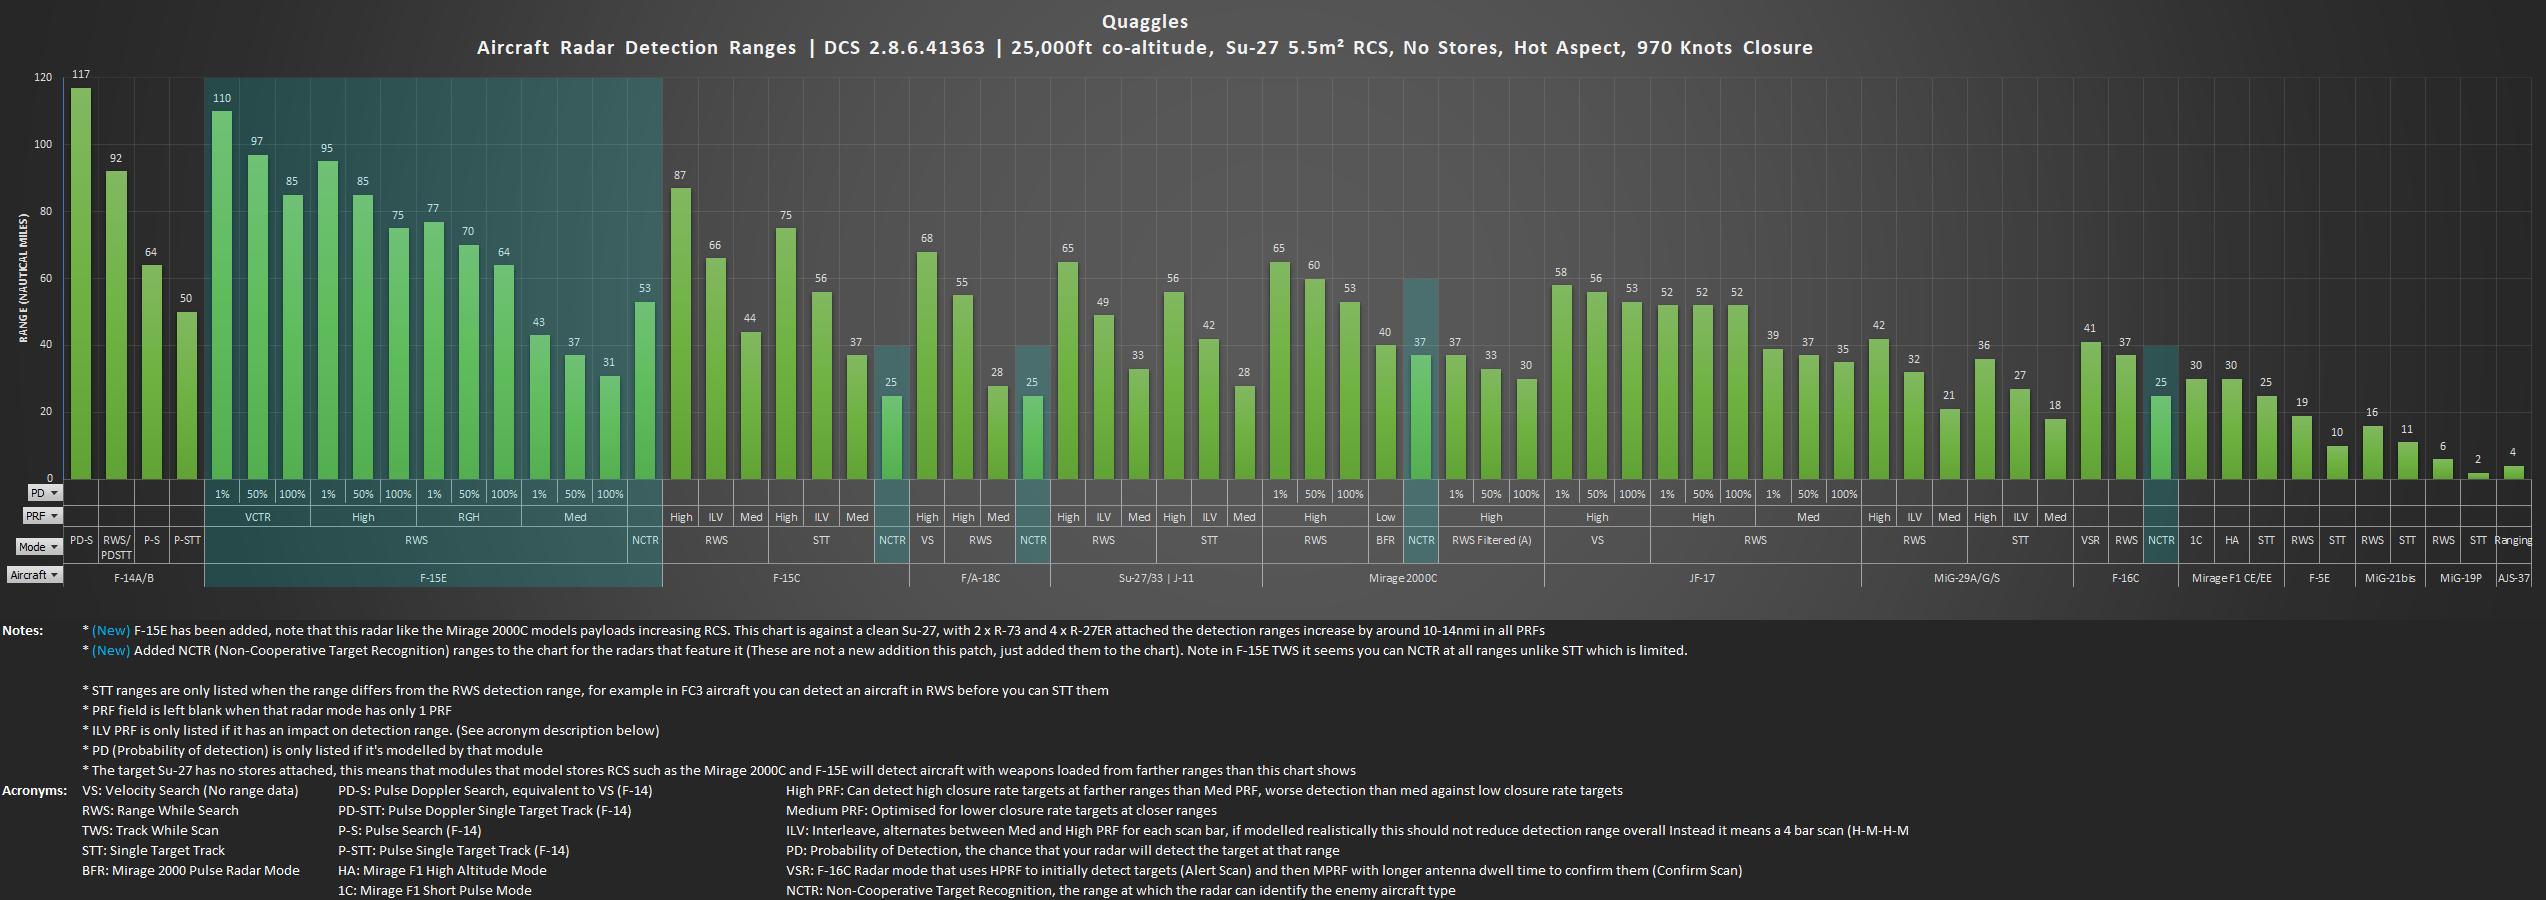 Quaggles
Aircraft Radar Detection Ranges | DCS 2.8.6.41363 | 25,000ft co-altitude, Su-27 5.5m² RCS, No Stores, Hot Aspect, 970 Knots Closure
RANGE (NAUTICAL MILES)
120
100
80
60
40
20
0
117 92 64 50 110 97 85 95 85 75 77 70 64 43 37 31 53 87 66 44 75 56 37 25 68 55 28 25 65 49 33 56 42 28 65 60 53 40 37 37 33 30 58 56 53 52 52 52 39 37 35 42 32 21 36 27 18 41 37 25 30 30 25 19 10 16 11 6 2 4
PD 1% 50% 100% 1% 50% 100% 1% 50% 100% 1% 50% 100% 1% 50% 100% 1% 50% 100% 1% 50% 100% 1% 50% 100% 1% 50% 100%
PRF VCTR High RGH Med High ILV Med High ILV Med High High Med High ILV Med High ILV Med High Low High High High Med High ILV Med High ILV Med
Mode PD-S RWS/PDSTT P-S P-STT RWS NCTR RWS STT NCTR VS RWS NCTR RWS STT RWS BFR NCTR RWS Filtered (A) VS RWS RWS STT VSR RWS NCTR 1C HA STT RWS STT RWS STT RWS STT Ranging
Aircraft F-14A/B F-15E F-15C F/A-18C Su-27/33 | J-11 Mirage 2000C JF-17 MiG-29A/G/S F-16C Mirage F1 CE/EE F-5E MiG-21bis MiG-19P AJS-37
Notes: * (New) F-15E has been added, note that this radar like the Mirage 2000C models payloads increasing RCS. This chart is against a clean Su-27, with 2 x R-73 and 4 x R-27ER attached the detection ranges increase by around 10-14nmi in all PRFs
* (New) Added NCTR (Non-Cooperative Target Recognition) ranges to the chart for the radars that feature it (These are not a new addition this patch, just added them to the chart). Note in F-15E TWS it seems you can NCTR at all ranges unlike STT which is limited.
* STT ranges are only listed when the range differs from the RWS detection range, for example in FC3 aircraft you can detect an aircraft in RWS before you can STT them
* PRF field is left blank when that radar mode has only 1 PRF
* ILV PRF is only listed if it has an impact on detection range. (See acronym description below)
* PD (Probability of detection) is only listed if it's modelled by that module
* The target Su-27 has no stores attached, this means that modules that model stores RCS such as the Mirage 2000C and F-15E will detect aircraft with weapons loaded from farther ranges than this chart shows
Acronyms: VS: Velocity Search (No range data) PD-S: Pulse Doppler Search, equivalent to VS (F-14) High PRF: Can detect high closure rate targets at farther ranges than Med PRF, worse detection than med against low closure rate targets
RWS: Range While Search PD-STT: Pulse Doppler Single Target Track (F-14) Medium PRF: Optimised for lower closure rate targets at closer ranges
TWS: Track While Scan P-S: Pulse Search (F-14) ILV: Interleave, alternates between Med and High PRF for each scan bar, if modelled realistically this should not reduce detection range overall Instead it means a 4 bar scan (H-M-H-M
STT: Single Target Track P-STT: Pulse Single Target Track (F-14) PD: Probability of Detection, the chance that your radar will detect the target at that range
BFR: Mirage 2000 Pulse Radar Mode HA: Mirage F1 High Altitude Mode VSR: F-16C Radar mode that uses HPRF to initially detect targets (Alert Scan) and then MPRF with longer antenna dwell time to confirm them (Confirm Scan)
1C: Mirage F1 Short Pulse Mode NCTR: Non-Cooperative Target Recognition, the range at which the radar can identify the enemy aircraft type